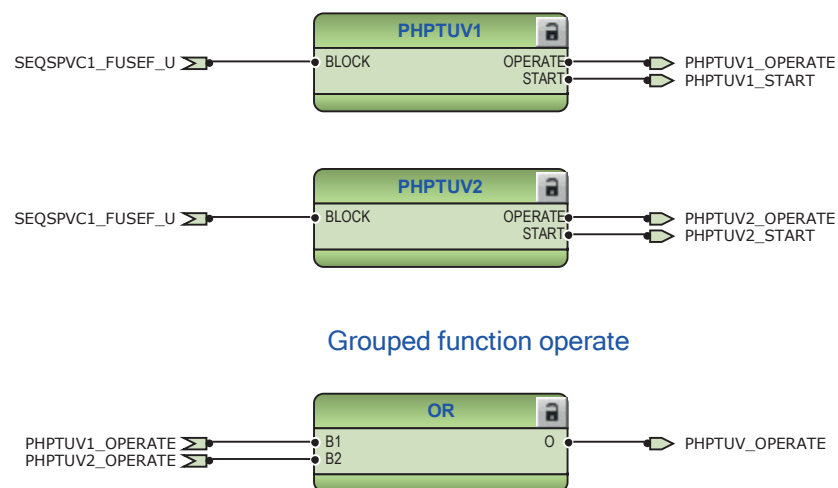 PHPTUV1
SEQSPVC1_FUSEF_U BLOCK OPERATE PHPTUV1_OPERATE
START PHPTUV1_START
PHPTUV2
SEQSPVC1_FUSEF_U BLOCK OPERATE PHPTUV2_OPERATE
START PHPTUV2_START
Grouped function operate
OR
PHPTUV1_OPERATE B1 O PHPTUV_OPERATE
PHPTUV2_OPERATE B2